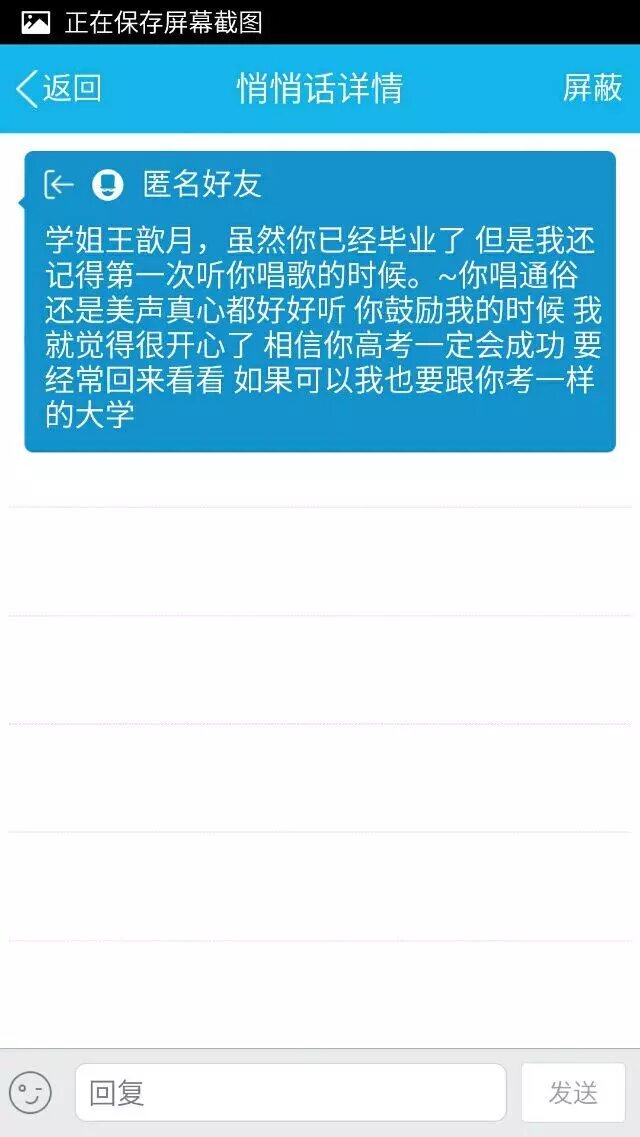 正在保存屏幕截图
返回
悄悄话详情
屏蔽
匿名好友
学姐王歆月，虽然你已经毕业了 但是我还
记得第一次听你唱歌的时候。~你唱通俗
还是美声真心都好好听 你鼓励我的时候 我
就觉得很开心了 相信你高考一定会成功 要
经常回来看看 如果可以我也要跟你考一样
的大学
回复
发送